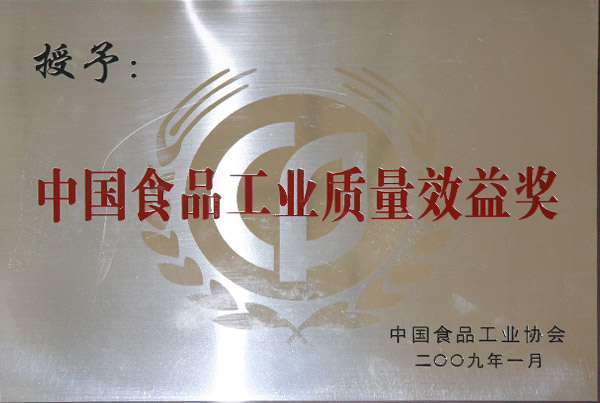 授予：
中国食品工业质量效益奖
中国食品工业协会
二〇〇九年一月